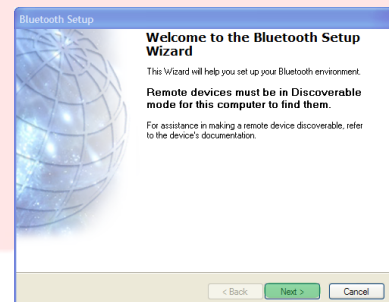 Bluetooth Setup
Welcome to the Bluetooth Setup
Wizard
This Wizard will help you set up your Bluetooth environment.
Remote devices must be in Discoverable
mode for this computer to find them.
For assistance in making a remote device discoverable, refer
to the device's documentation.
< Back Next > Cancel